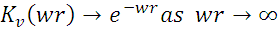 K_v(wr) → e^{-wr} as wr → ∞